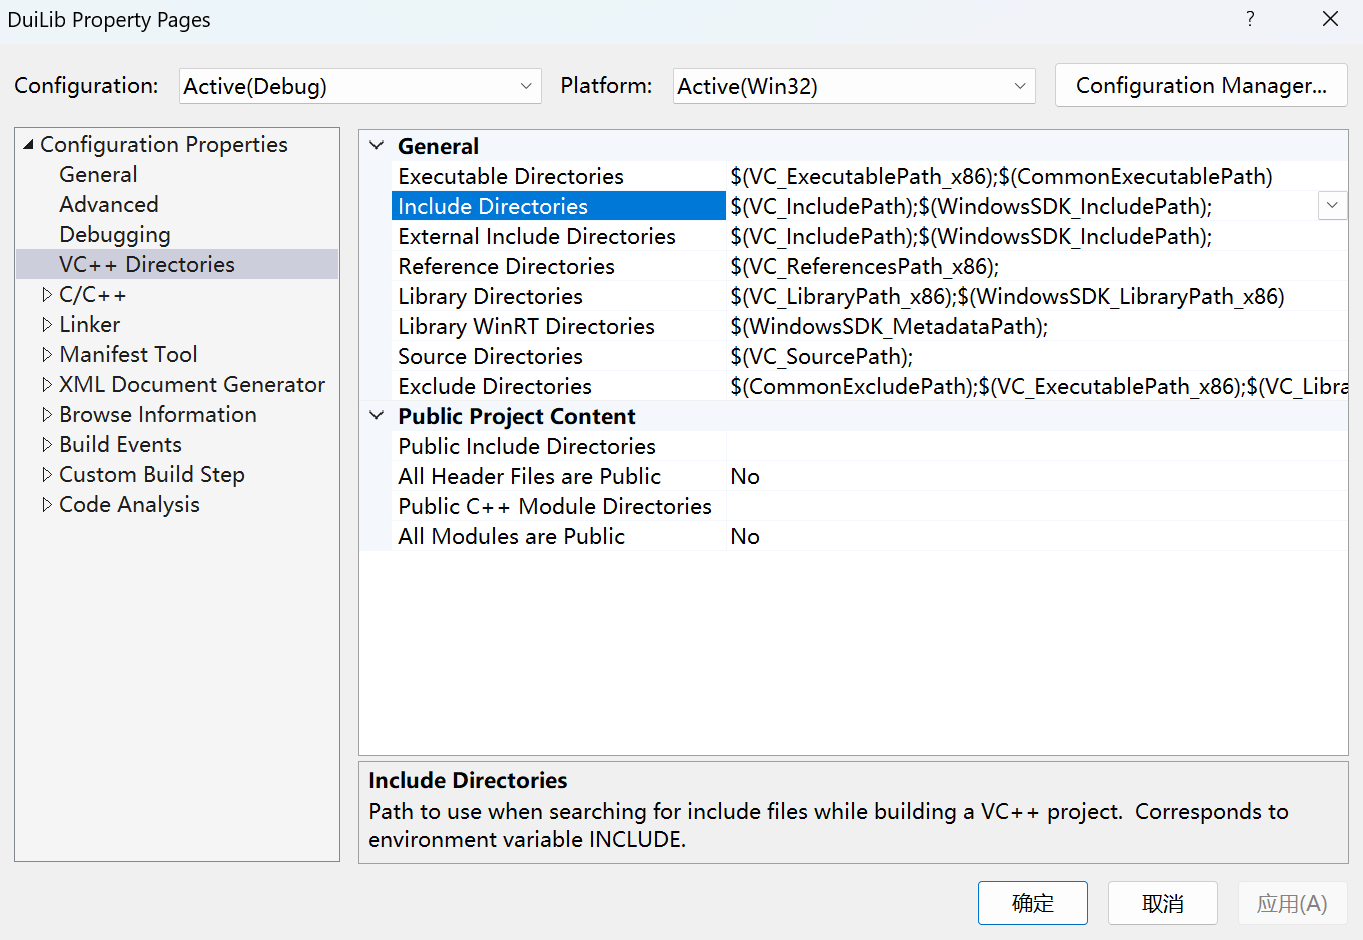 DuiLib Property Pages
?
Configuration: Active(Debug) Platform: Active(Win32) Configuration Manager...
Configuration Properties
General
Advanced
Debugging
VC++ Directories
C/C++
Linker
Manifest Tool
XML Document Generator
Browse Information
Build Events
Custom Build Step
Code Analysis
General
Executable Directories $(VC_ExecutablePath_x86);$(CommonExecutablePath)
Include Directories $(VC_IncludePath);$(WindowsSDK_IncludePath);
External Include Directories $(VC_IncludePath);$(WindowsSDK_IncludePath);
Reference Directories $(VC_ReferencesPath_x86);
Library Directories $(VC_LibraryPath_x86);$(WindowsSDK_LibraryPath_x86)
Library WinRT Directories $(WindowsSDK_MetadataPath);
Source Directories $(VC_SourcePath);
Exclude Directories $(CommonExcludePath);$(VC_ExecutablePath_x86);$(VC_Libra
Public Project Content
Public Include Directories
All Header Files are Public No
Public C++ Module Directories
All Modules are Public No
Include Directories
Path to use when searching for include files while building a VC++ project.  Corresponds to
environment variable INCLUDE.
确定 取消 应用(A)